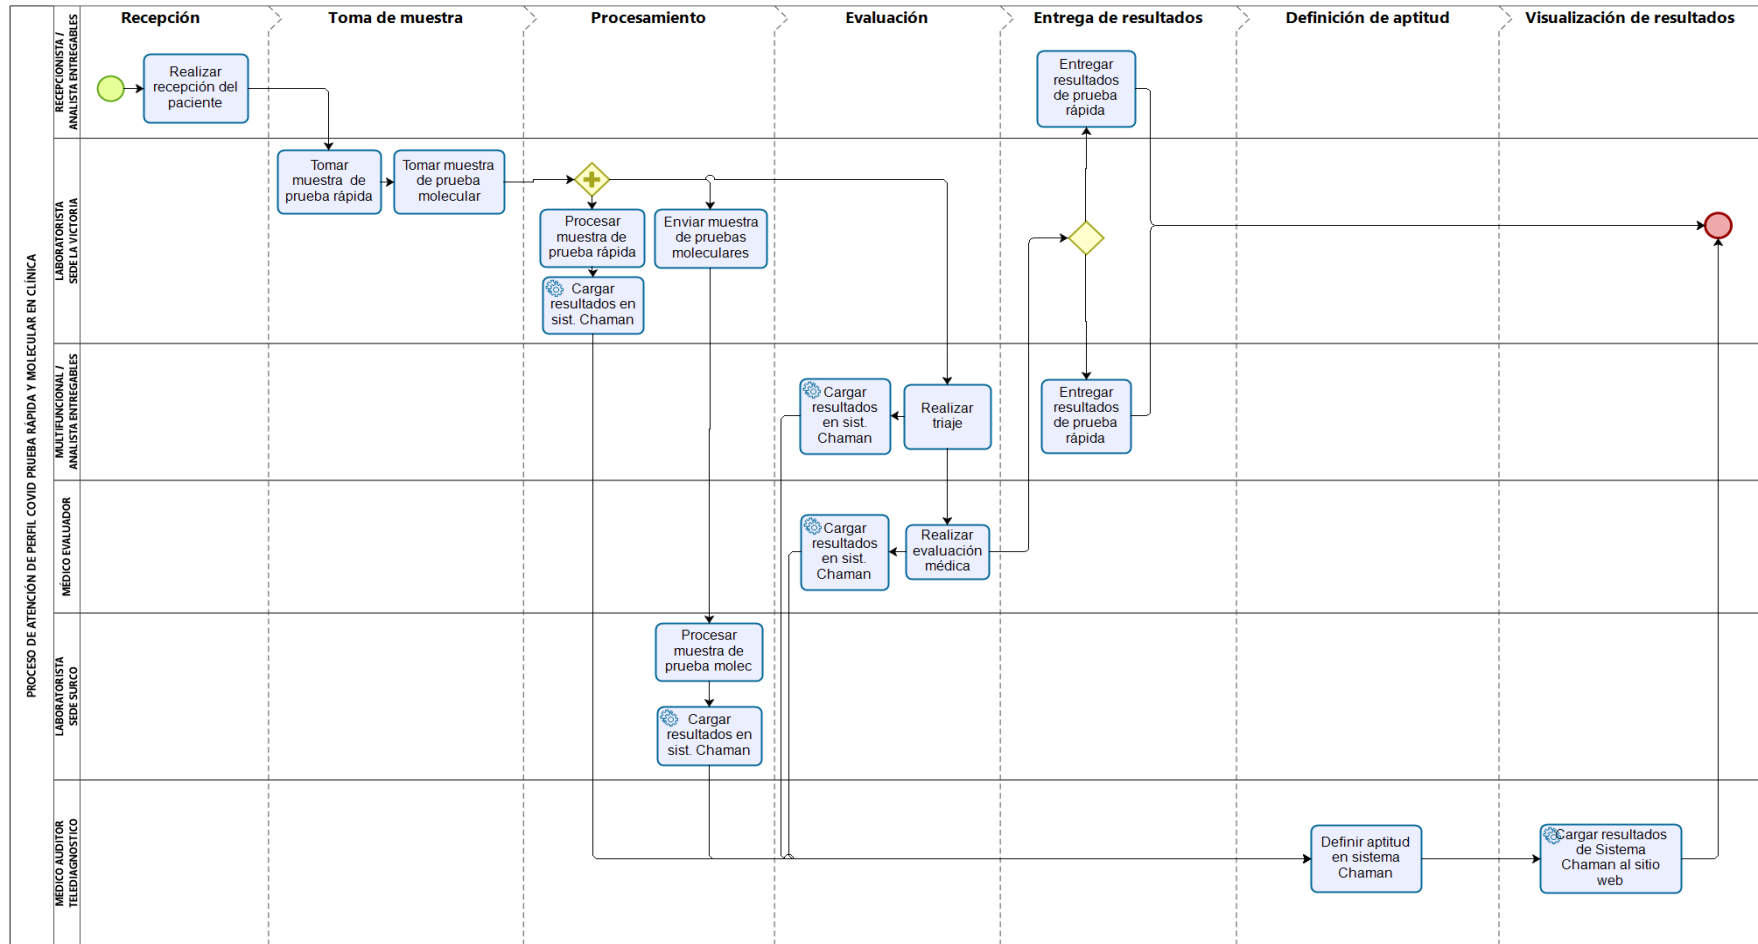 Recepción
Toma de muestra
Procesamiento
Evaluación
Entrega de resultados
Definición de aptitud
Visualización de resultados
PROCESO DE ATENCIÓN DE PERFIL COVID PRUEBA RÁPIDA Y MOLECULAR EN CLÍNICA
RECEPCIONISTA /
ANALISTA ENTREGABLES
Realizar
recepción del
paciente
Entregar
resultados
de prueba
rápida
LABORATORISTA
SEDE LA VICTORIA
Tomar
muestra de
prueba rápida
Tomar muestra
de prueba
molecular
Procesar
muestra de
prueba rápida
Enviar muestra
de pruebas
moleculares
Cargar
resultados en
sist. Chaman
MULTIFUNCIONAL /
ANALISTA ENTREGABLES
Cargar
resultados
en sist.
Chaman
Realizar
triaje
Entregar
resultados
de prueba
rápida
MÉDICO EVALUADOR
Cargar
resultados
en sist.
Chaman
Realizar
evaluación
médica
LABORATORISTA
SEDE SURCO
Procesar
muestra de
prueba molec
Cargar
resultados en
sist. Chaman
MEDICO AUDITOR
TELEDIAGNOSTICO
Definir aptitud
en sistema
Chaman
Cargar resultados
de Sistema
Chaman al sitio
web